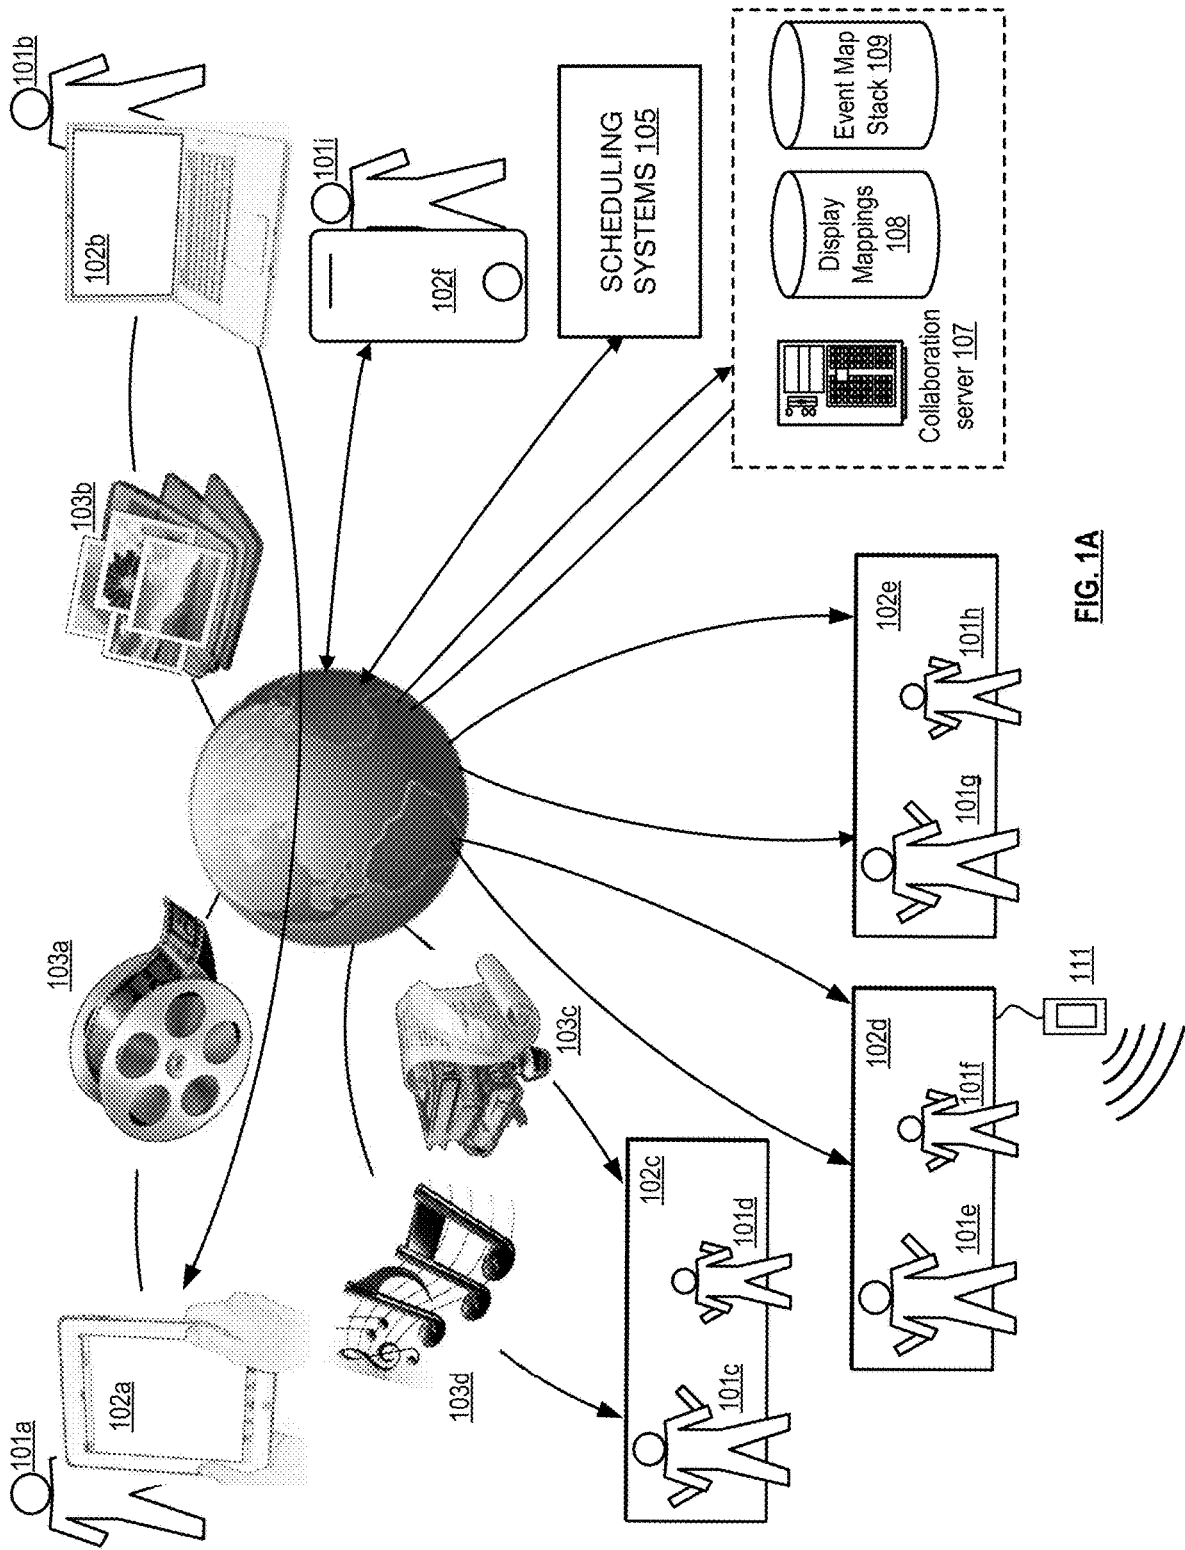 101a
101b
103a
103b
102b
102a
101i
102f
103d
103c
SCHEDULING
SYSTEMS 105
102c
101c
101d
Collaboration
server 107
Display
Mappings
108
Event Map
Stack 109
102d
102e
101e
101f
101g
101h
111
FIG. 1A